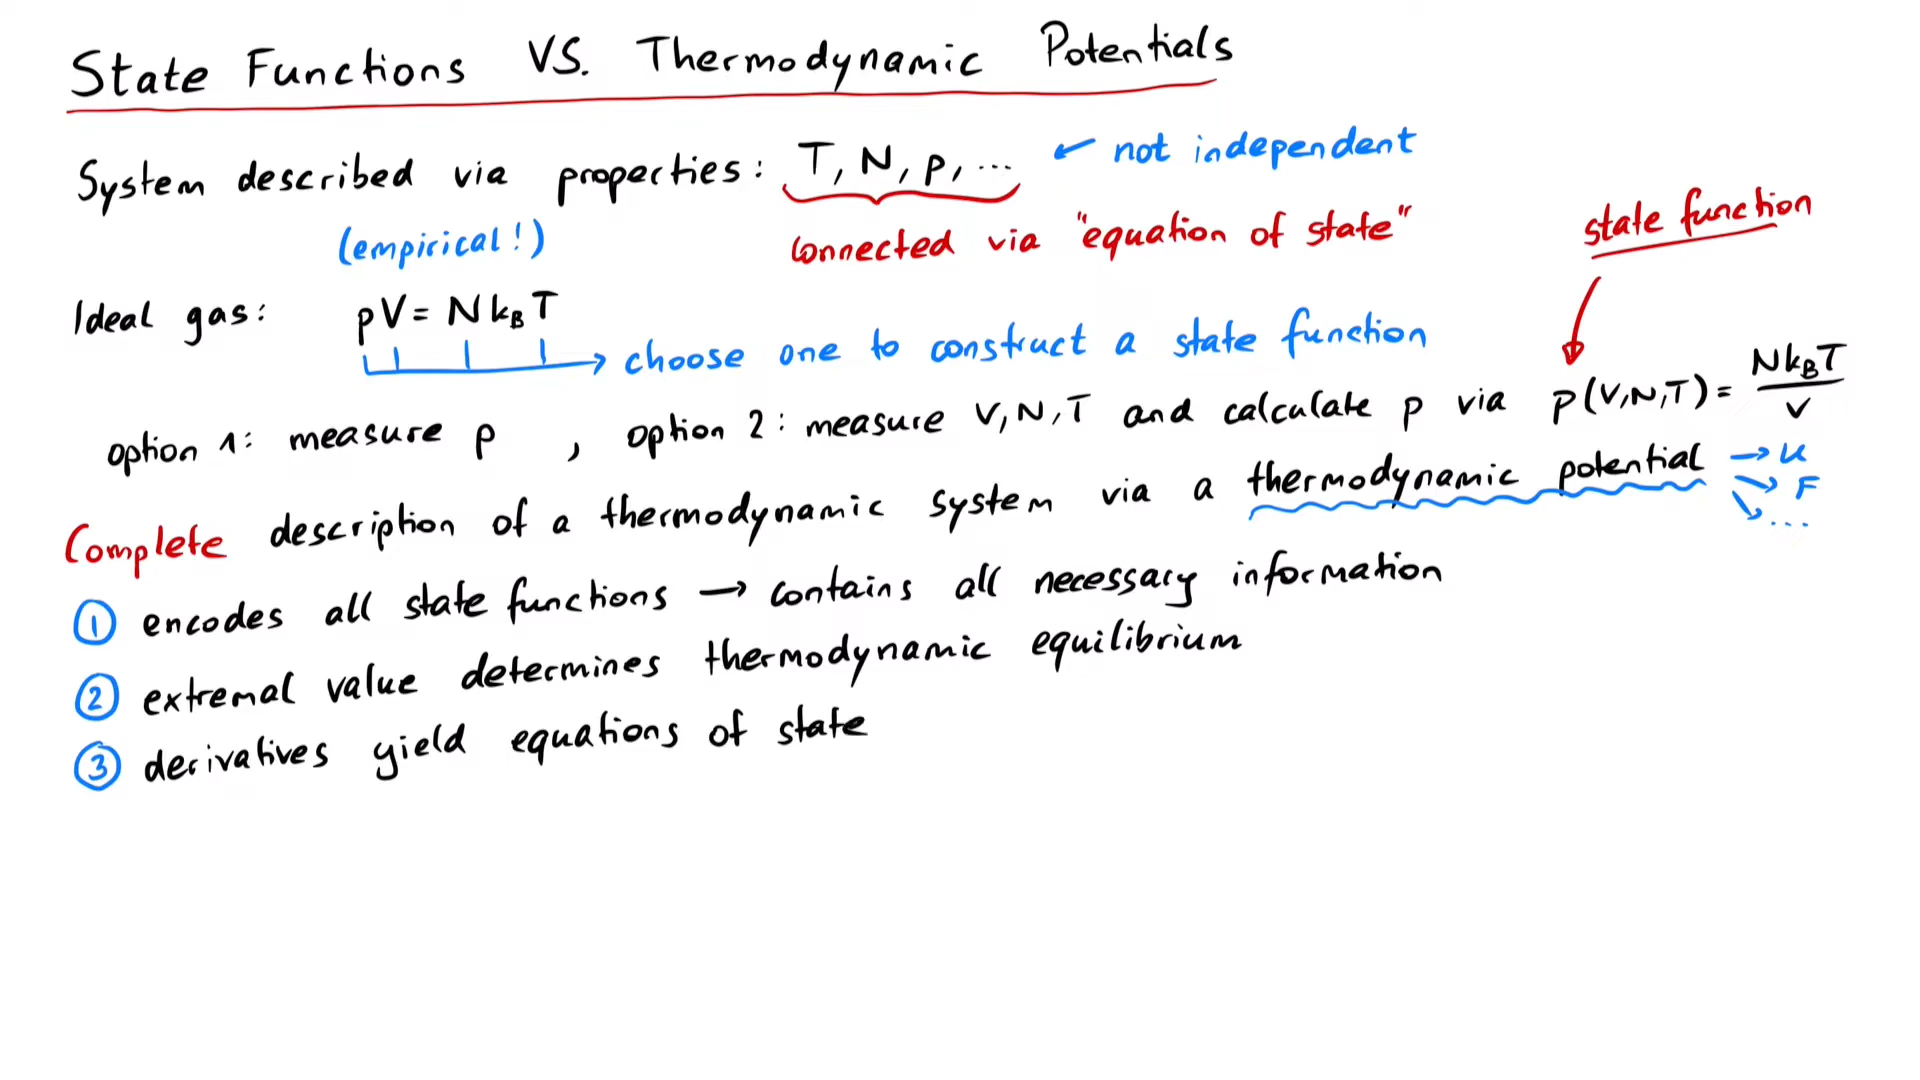 State Functions VS. Thermodynamic Potentials
System described via properties: T, N, p, ... ← not independent
(empirical!) connected via "equation of state" state function
Ideal gas: pV = Nk_BT
→ choose one to construct a state function
option 1: measure p , option 2: measure V, N, T and calculate p via p(V,N,T) = Nk_BT / V
Complete description of a thermodynamic system via a thermodynamic potential → U
→ F
→ ...
① encodes all state functions → contains all necessary information
② extremal value determines thermodynamic equilibrium
③ derivatives yield equations of state